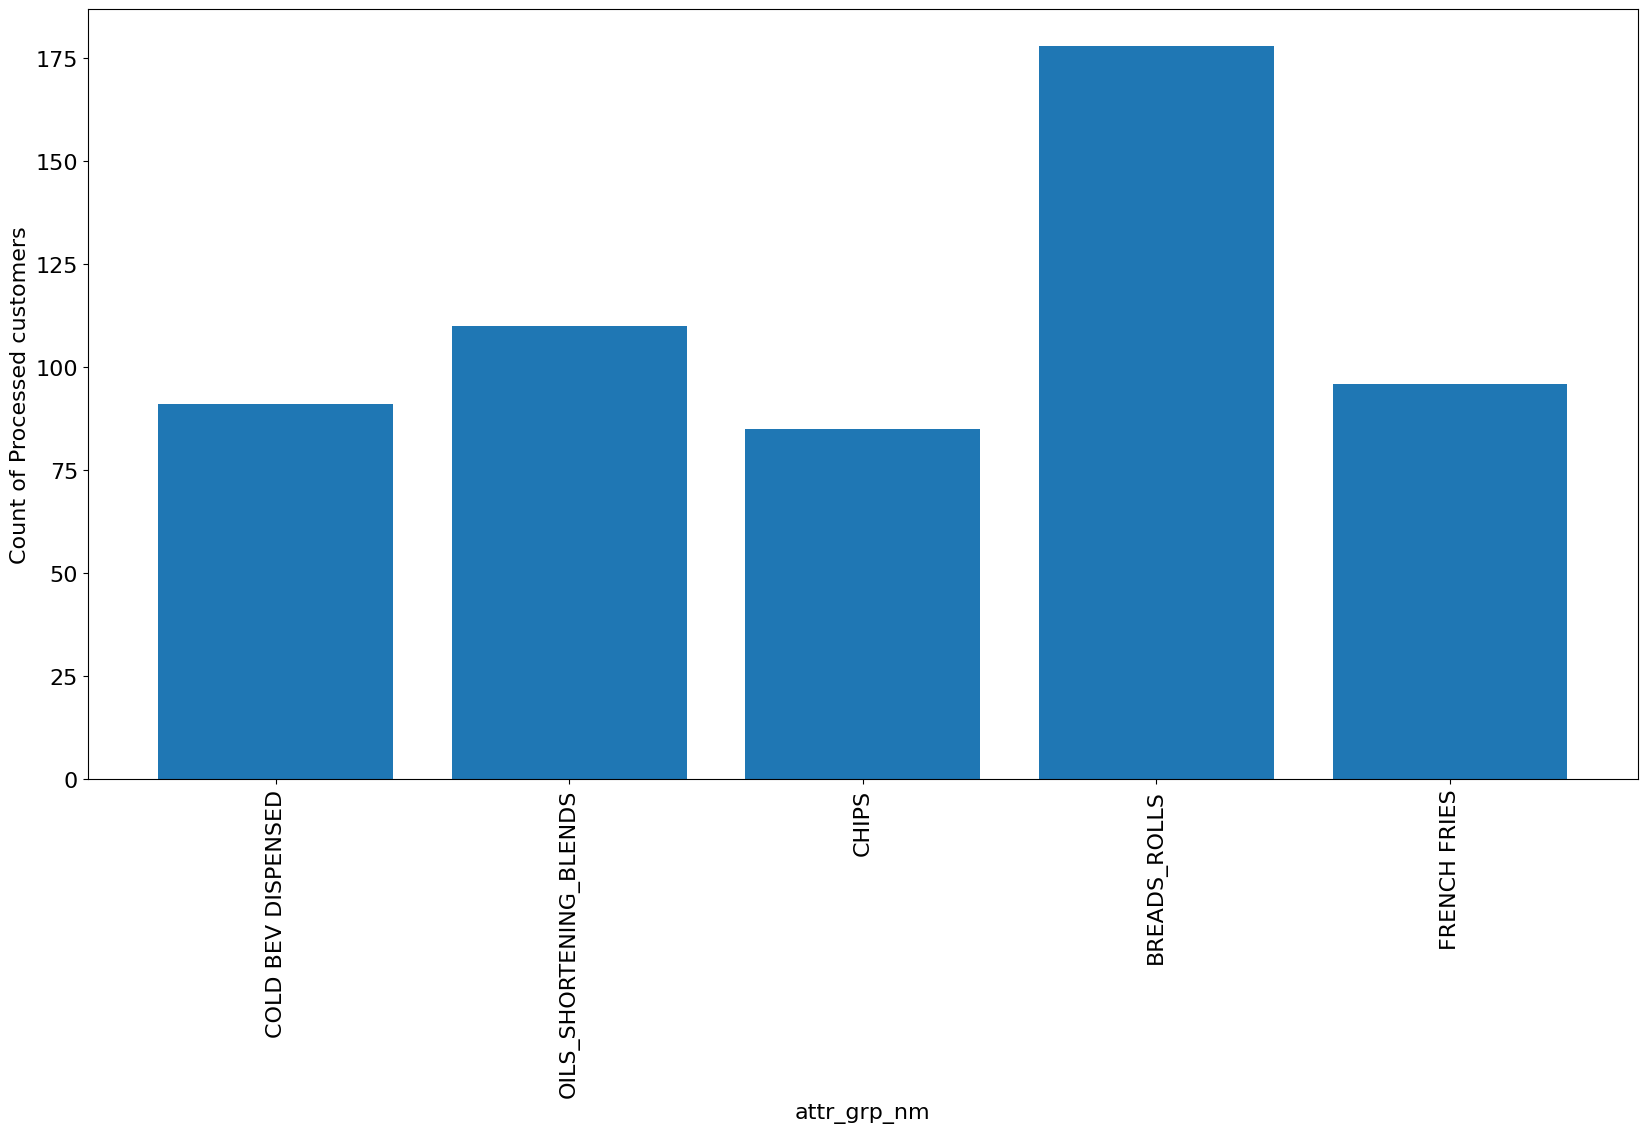 175
150
125
100
75
50
25
0
Count of Processed customers
COLD BEV DISPENSED
OILS_SHORTENING_BLENDS
CHIPS
BREADS_ROLLS
FRENCH FRIES
attr_grp_nm